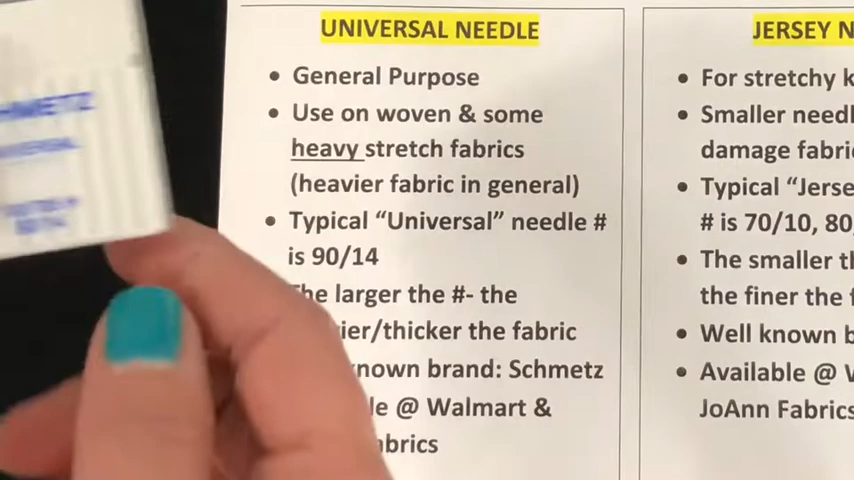 UNIVERSAL NEEDLE
• General Purpose
• Use on woven & some
heavy stretch fabrics
(heavier fabric in general)
• Typical “Universal” needle #
is 90/14
The larger the #- the
ier/thicker the fabric
known brand: Schmetz
le @ Walmart &
abrics
JERSEY N
• For stretchy k
• Smaller needl
damage fabri
• Typical “Jerse
# is 70/10, 80,
• The smaller th
the finer the f
• Well known b
• Available @ W
JoAnn Fabrics
HMETZ